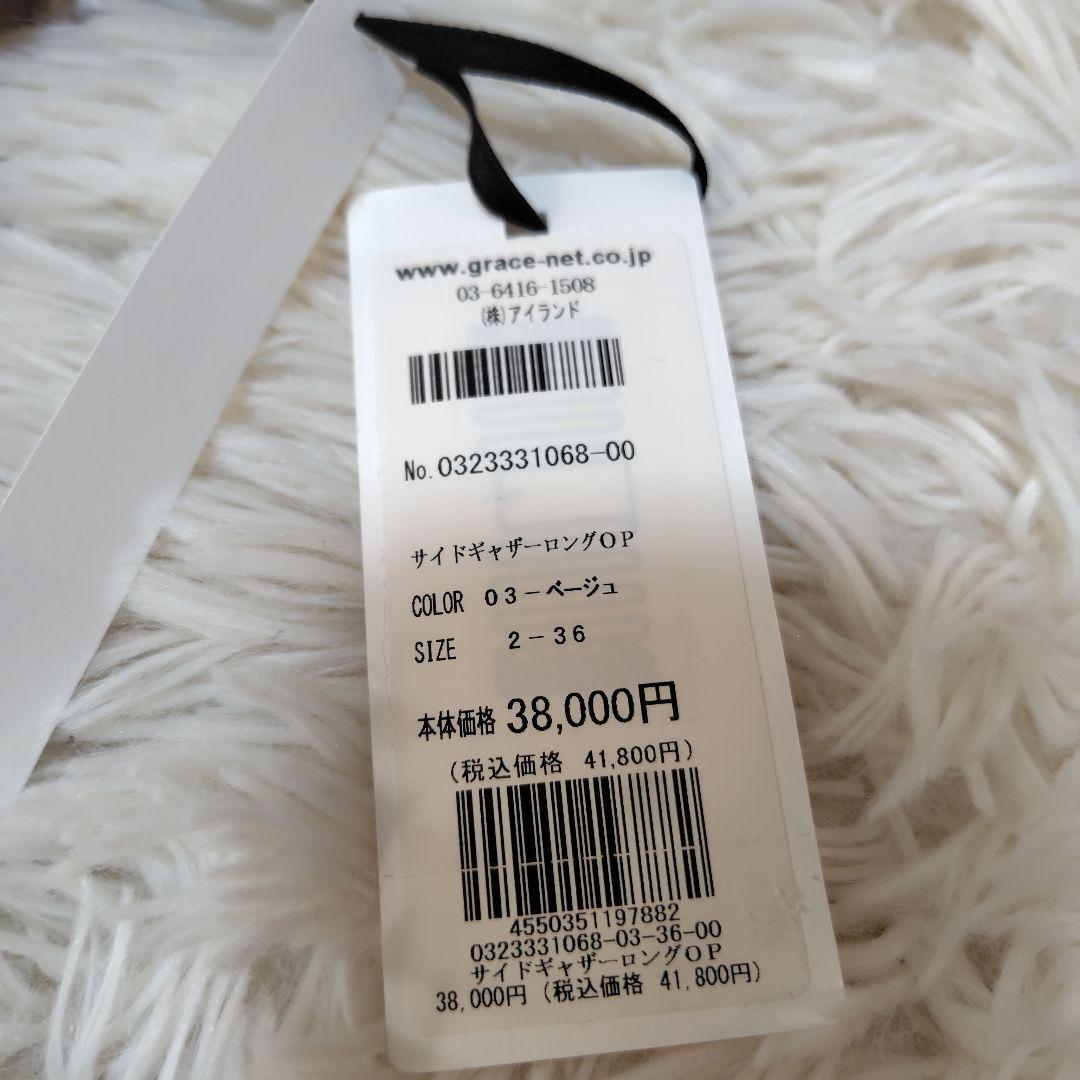 www.grace-net.co.jp
03-6416-1508
(株)アイランド
No.0323331068-00
サイドギャザーロングOP
COLOR 03-ベージュ
SIZE 2-36
本体価格 38,000円
(税込価格 41,800円)
4550351197882
0323331068-03-36-00
サイドギャザーロングOP
38,000円 (税込価格 41,800円)